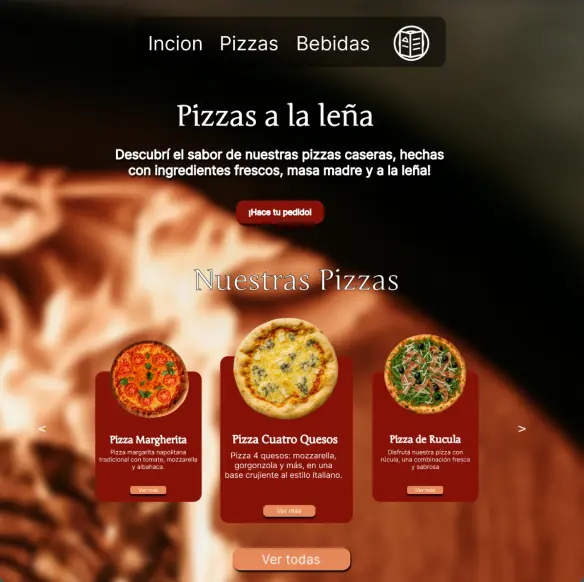 Incion Pizzas Bebidas
Pizzas a la leña
Descubrí el sabor de nuestras pizzas caseras, hechas
con ingredientes frescos, masa madre y a la leña!
¡Hace tu pedido!
Nuestras Pizzas
< >
Pizza Margherita
Pizza margarita napolitana
tradicional con tomate, mozzarella
y albahaca.
Ver más
Pizza Cuatro Quesos
Pizza 4 quesos: mozzarella,
gorgonzola y más, en una
base crujiente al estilo Italiano.
Ver más
Pizza de Rucula
Disfrutá nuestra pizza con
rúcula, una combinación fresca
y sabrosa
Ver más
Ver todas